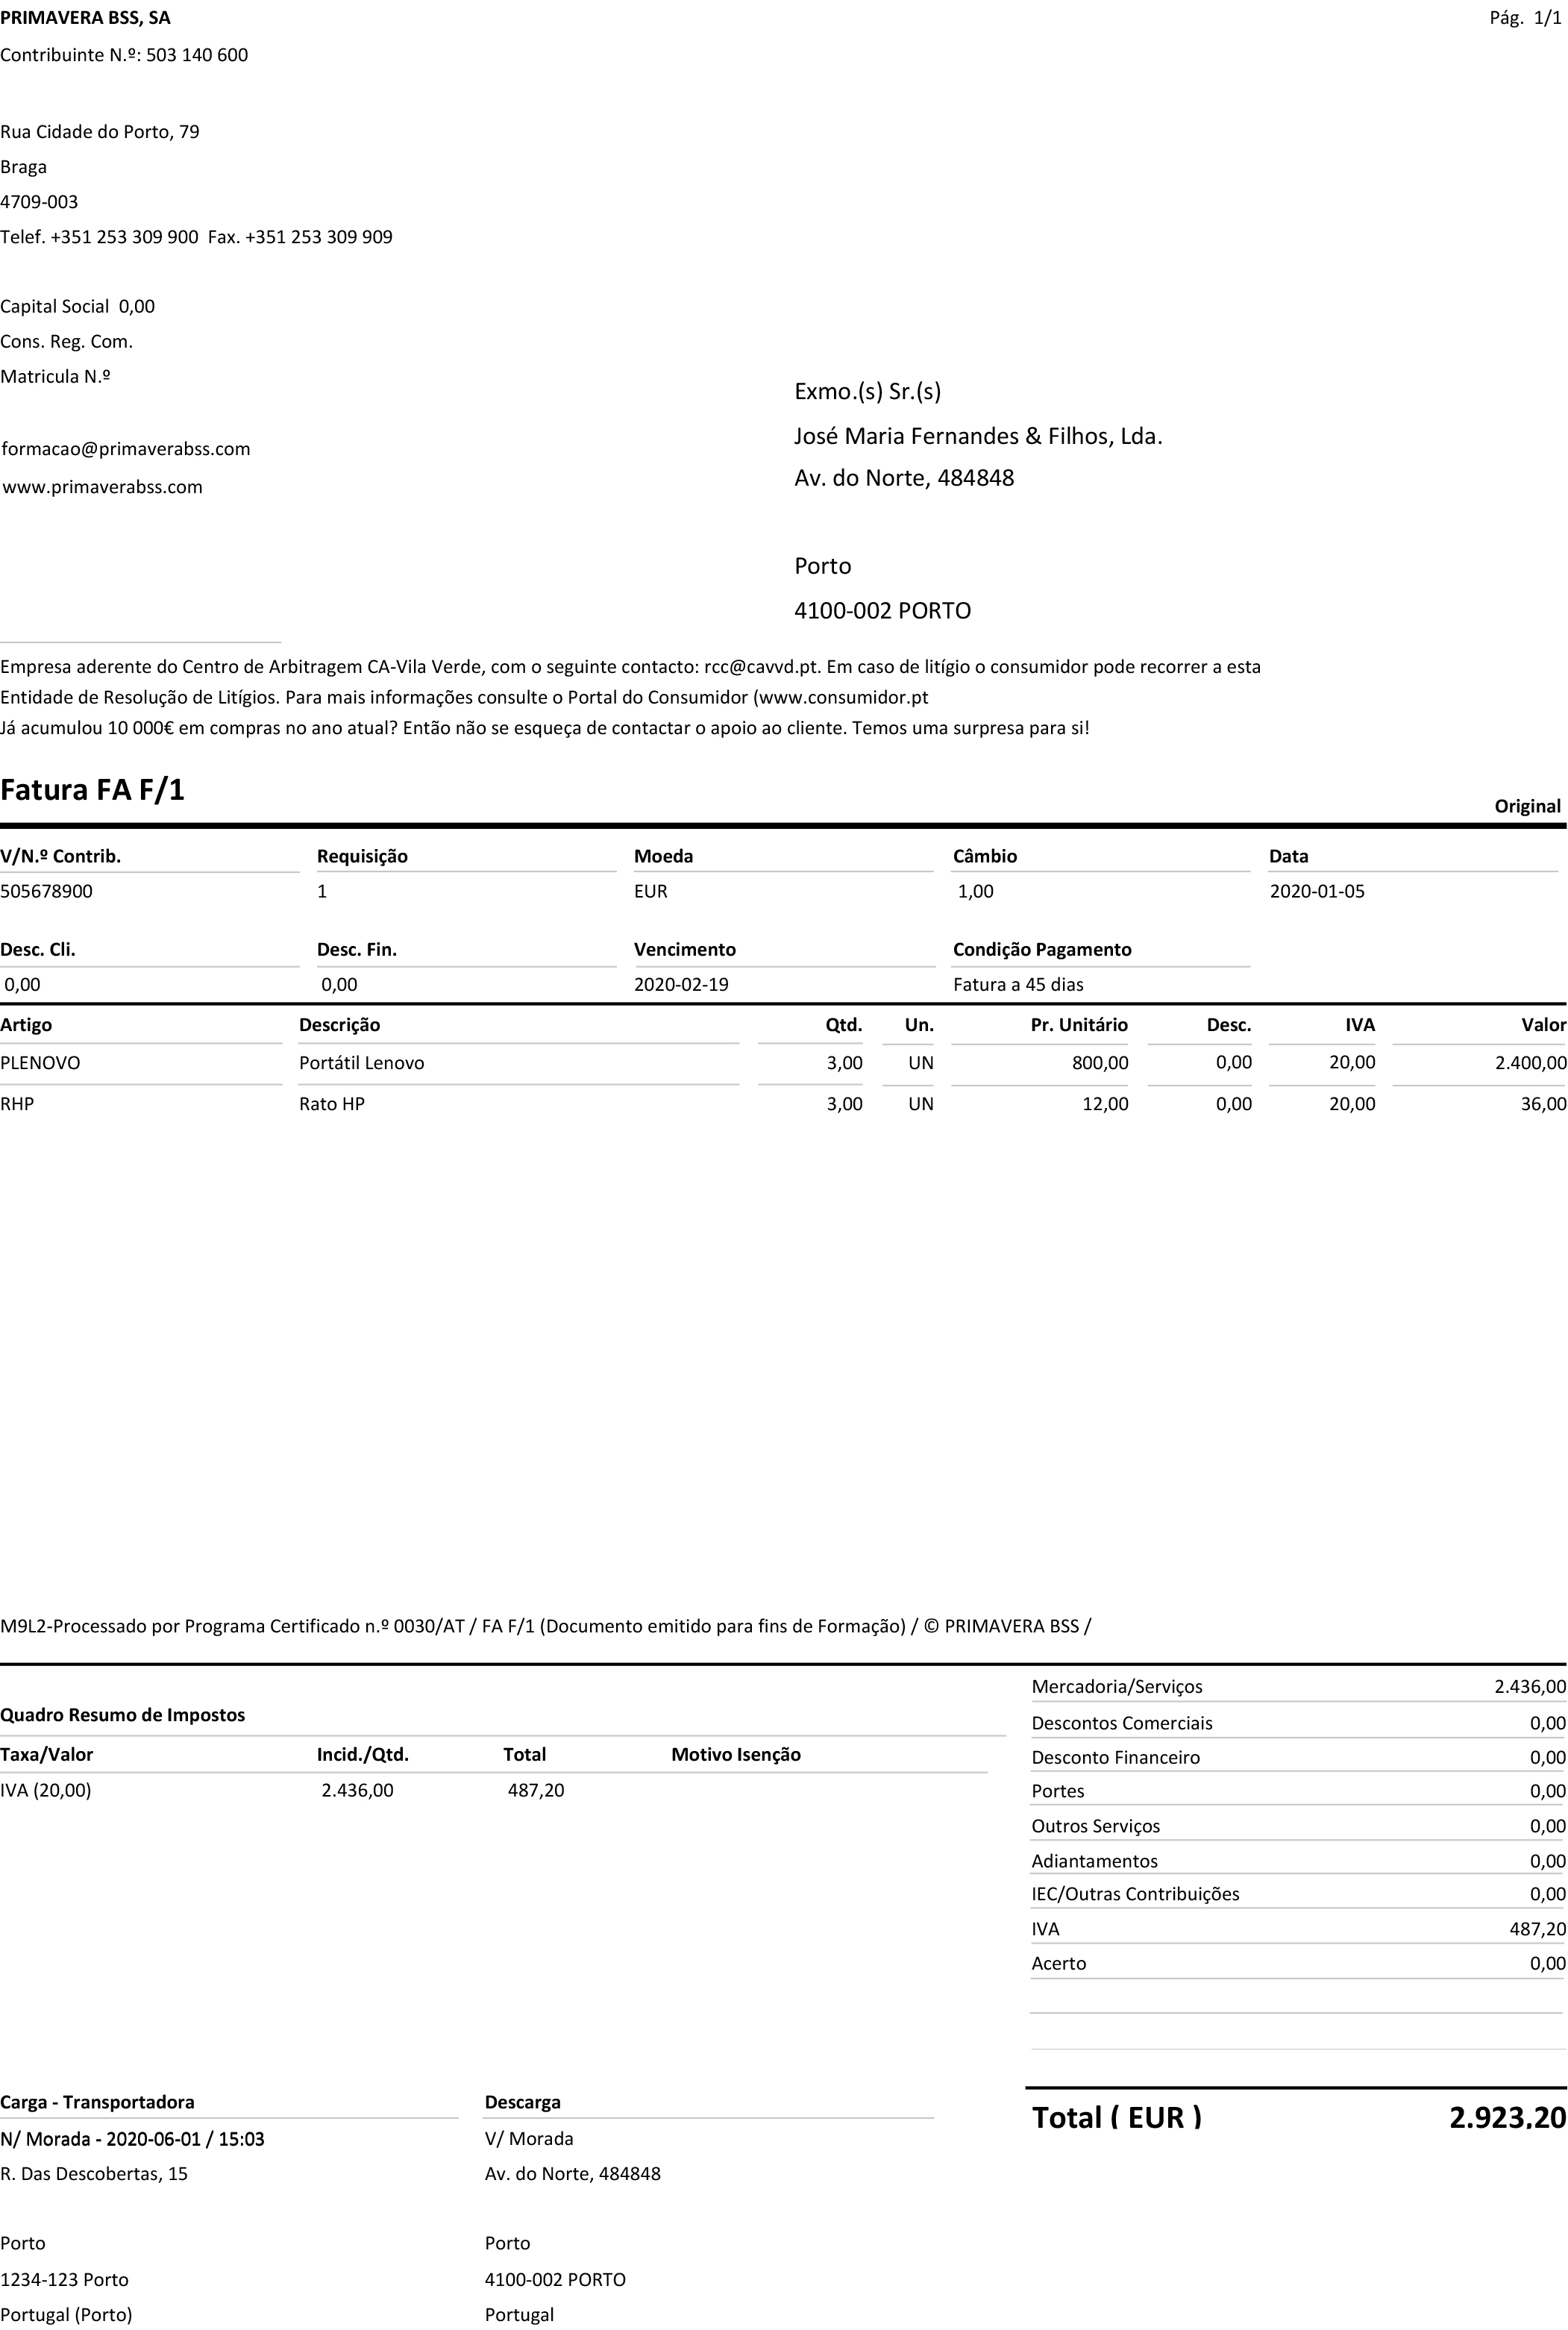 PRIMAVERA BSS, SA
Pág. 1/1
Contribuinte N.º: 503 140 600
Rua Cidade do Porto, 79
Braga
4709-003
Telef. +351 253 309 900 Fax. +351 253 309 909
Capital Social 0,00
Cons. Reg. Com.
Matricula N.º
formacao@primaverabss.com
www.primaverabss.com
Exmo.(s) Sr.(s)
José Maria Fernandes & Filhos, Lda.
Av. do Norte, 484848
Porto
4100-002 PORTO
Empresa aderente do Centro de Arbitragem CA-Vila Verde, com o seguinte contacto: rcc@cavvd.pt. Em caso de litígio o consumidor pode recorrer a esta
Entidade de Resolução de Litígios. Para mais informações consulte o Portal do Consumidor (www.consumidor.pt
Já acumulou 10 000€ em compras no ano atual? Então não se esqueça de contactar o apoio ao cliente. Temos uma surpresa para si!
Fatura FA F/1
Original
V/N.º Contrib. Requisição Moeda Câmbio Data
505678900 1 EUR 1,00 2020-01-05
Desc. Cli. Desc. Fin. Vencimento Condição Pagamento
0,00 0,00 2020-02-19 Fatura a 45 dias
Artigo Descrição Qtd. Un. Pr. Unitário Desc. IVA Valor
PLENOVO Portátil Lenovo 3,00 UN 800,00 0,00 20,00 2.400,00
RHP Rato HP 3,00 UN 12,00 0,00 20,00 36,00
M9L2-Processado por Programa Certificado n.º 0030/AT / FA F/1 (Documento emitido para fins de Formação) / © PRIMAVERA BSS /
Quadro Resumo de Impostos
Taxa/Valor Incid./Qtd. Total Motivo Isenção
IVA (20,00) 2.436,00 487,20
Mercadoria/Serviços 2.436,00
Descontos Comerciais 0,00
Desconto Financeiro 0,00
Portes 0,00
Outros Serviços 0,00
Adiantamentos 0,00
IEC/Outras Contribuições 0,00
IVA 487,20
Acerto 0,00
Total ( EUR ) 2.923,20
Carga - Transportadora
N/ Morada - 2020-06-01 / 15:03
R. Das Descobertas, 15
Porto
1234-123 Porto
Portugal (Porto)
Descarga
V/ Morada
Av. do Norte, 484848
Porto
4100-002 PORTO
Portugal